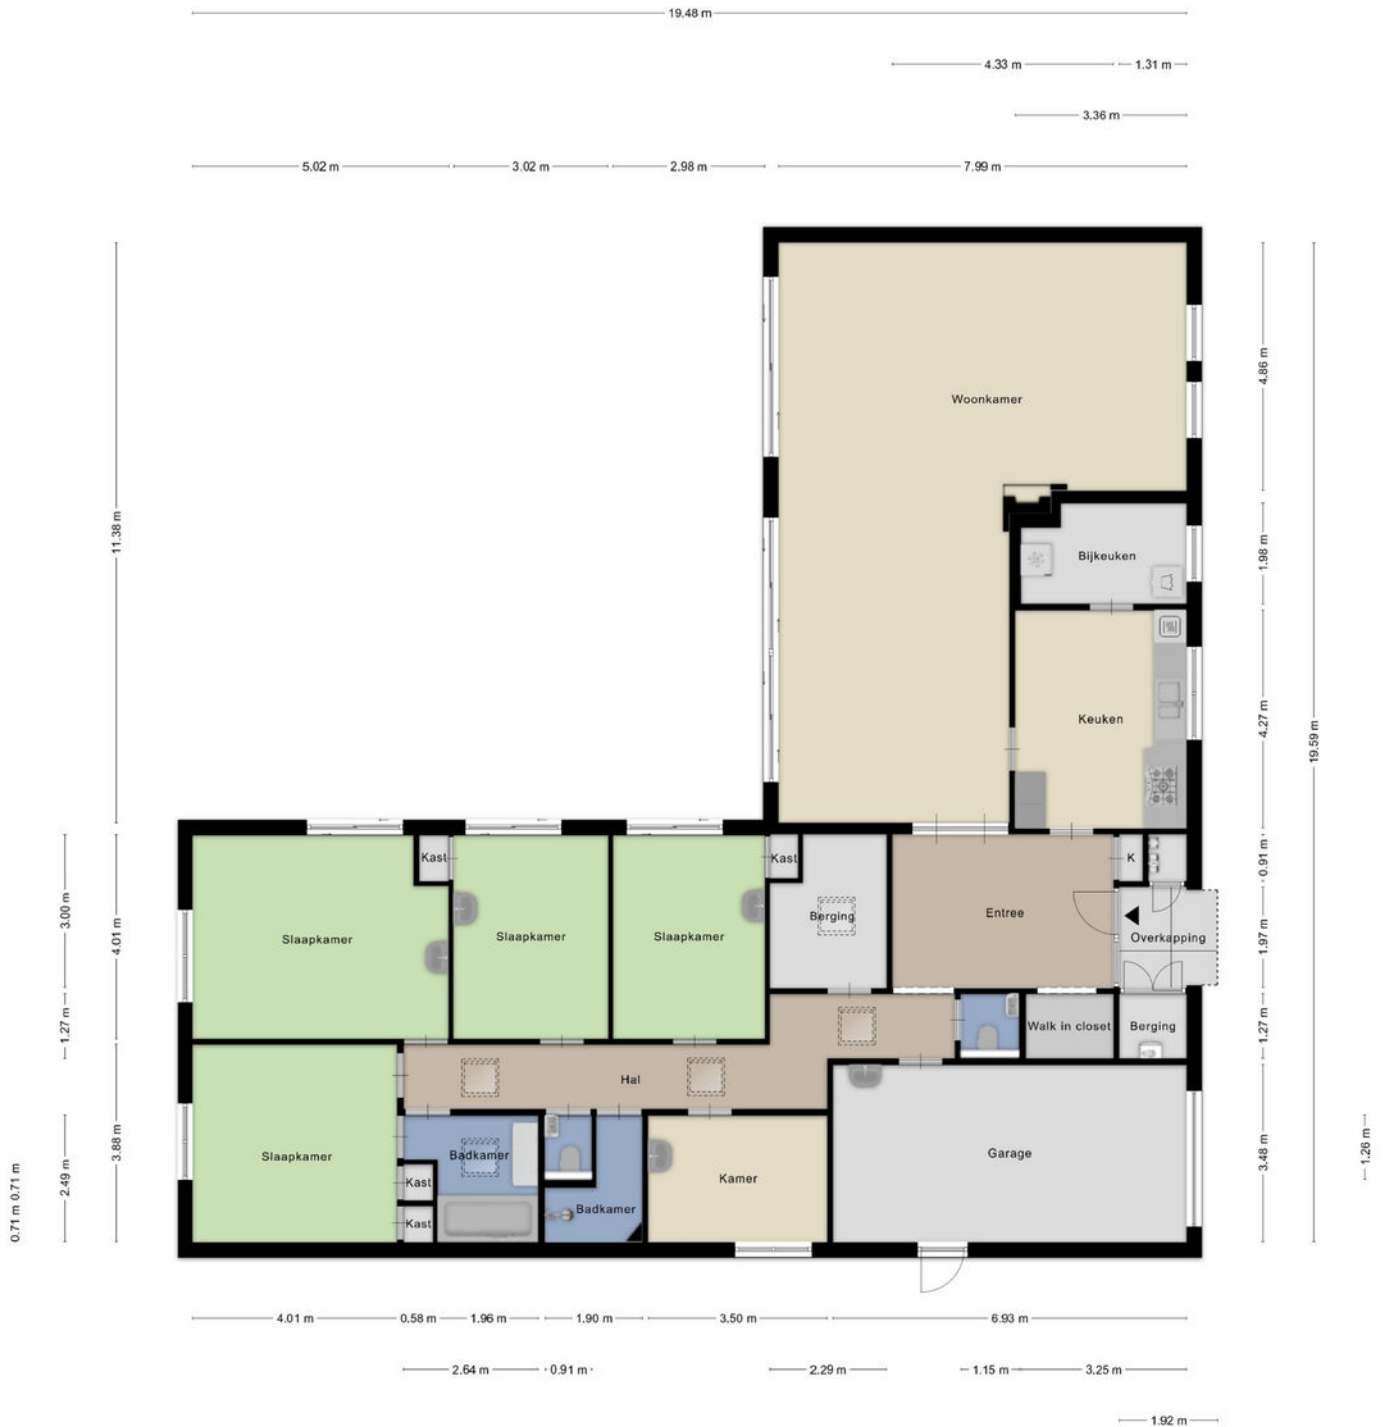 19.48 m
4.33 m
1.31 m
3.36 m
5.02 m
3.02 m
2.98 m
7.99 m
11.38 m
4.86 m
Woonkamer
1.98 m
Bijkeuken
4.27 m
Keuken
19.59 m
3.00 m
4.01 m
Kast
Kast
K
0.91 m
Slaapkamer
Slaapkamer
Slaapkamer
Berging
Entree
Overkapping
1.97 m
1.27 m
Walk in closet
Berging
1.27 m
Hal
3.88 m
2.49 m
0.71 m
0.71 m
Slaapkamer
Badkamer
Kast
Kast
Badkamer
Kamer
Garage
3.48 m
1.26 m
4.01 m
0.58 m
1.96 m
1.90 m
3.50 m
6.93 m
2.64 m
0.91 m
2.29 m
1.15 m
3.25 m
1.92 m